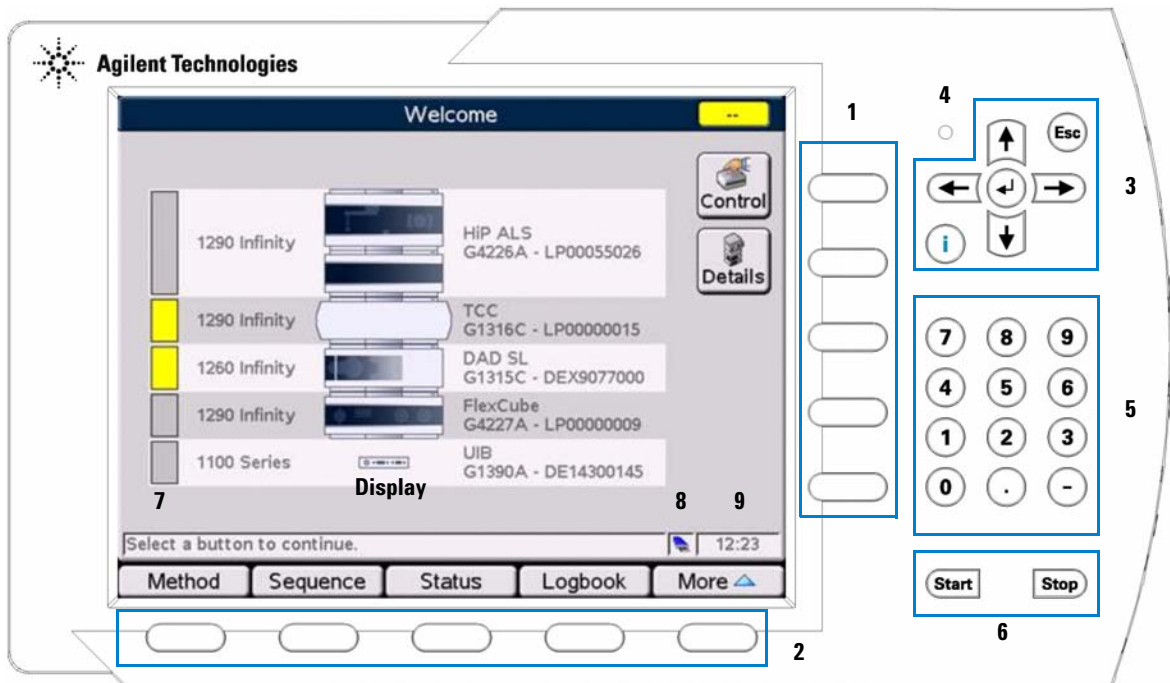 Agilent Technologies
Welcome
--
Control
Details
1290 Infinity
HiP ALS
G4226A - LP00055026
1290 Infinity
TCC
G1316C - LP00000015
1260 Infinity
DAD SL
G1315C - DEX9077000
1290 Infinity
FlexCube
G4227A - LP00000009
1100 Series
UIB
G1390A - DE14300145
Display
7
8
9
Select a button to continue.
12:23
Method
Sequence
Status
Logbook
More
1
2
4
Esc
3
i
7 8 9
4 5 6
1 2 3
0 . -
5
Start
Stop
6